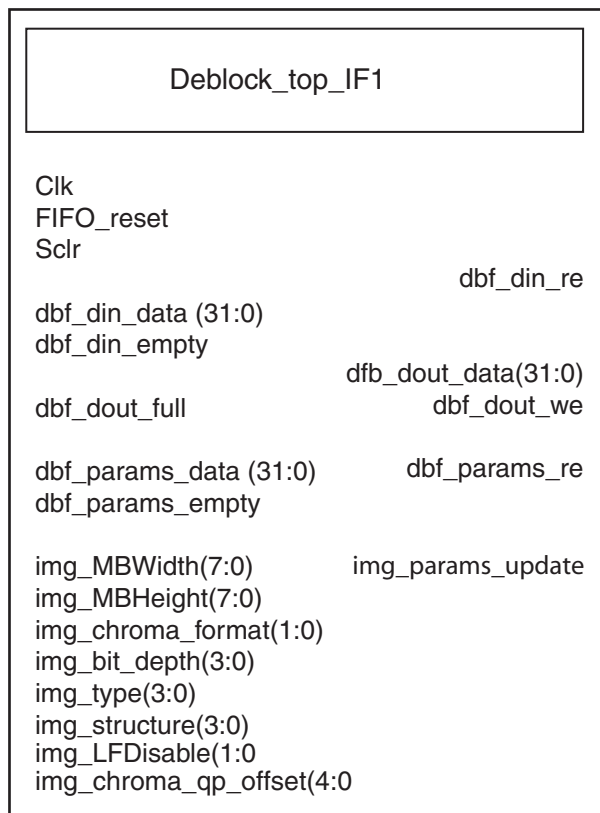 Deblock_top_IF1
Clk
FIFO_reset
Sclr
dbf_din_re
dbf_din_data (31:0)
dbf_din_empty
dfb_dout_data(31:0)
dbf_dout_full dbf_dout_we
dbf_params_data (31:0) dbf_params_re
dbf_params_empty
img_MBWidth(7:0) img_params_update
img_MBHeight(7:0)
img_chroma_format(1:0)
img_bit_depth(3:0)
img_type(3:0)
img_structure(3:0)
img_LFDisable(1:0
img_chroma_qp_offset(4:0